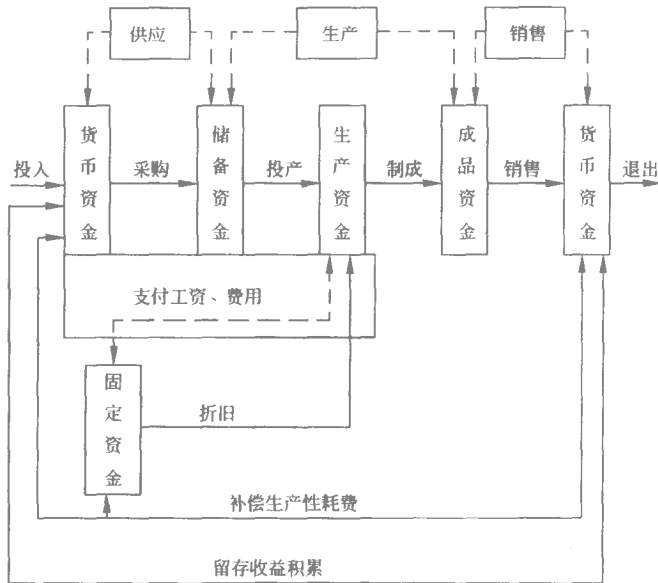 供应
生产
销售
投入
货币资金
采购
储备资金
投产
生产资金
制成
成品资金
销售
货币资金
退出
支付工资、费用
固定资金
折旧
补偿生产性耗费
留存收益积累